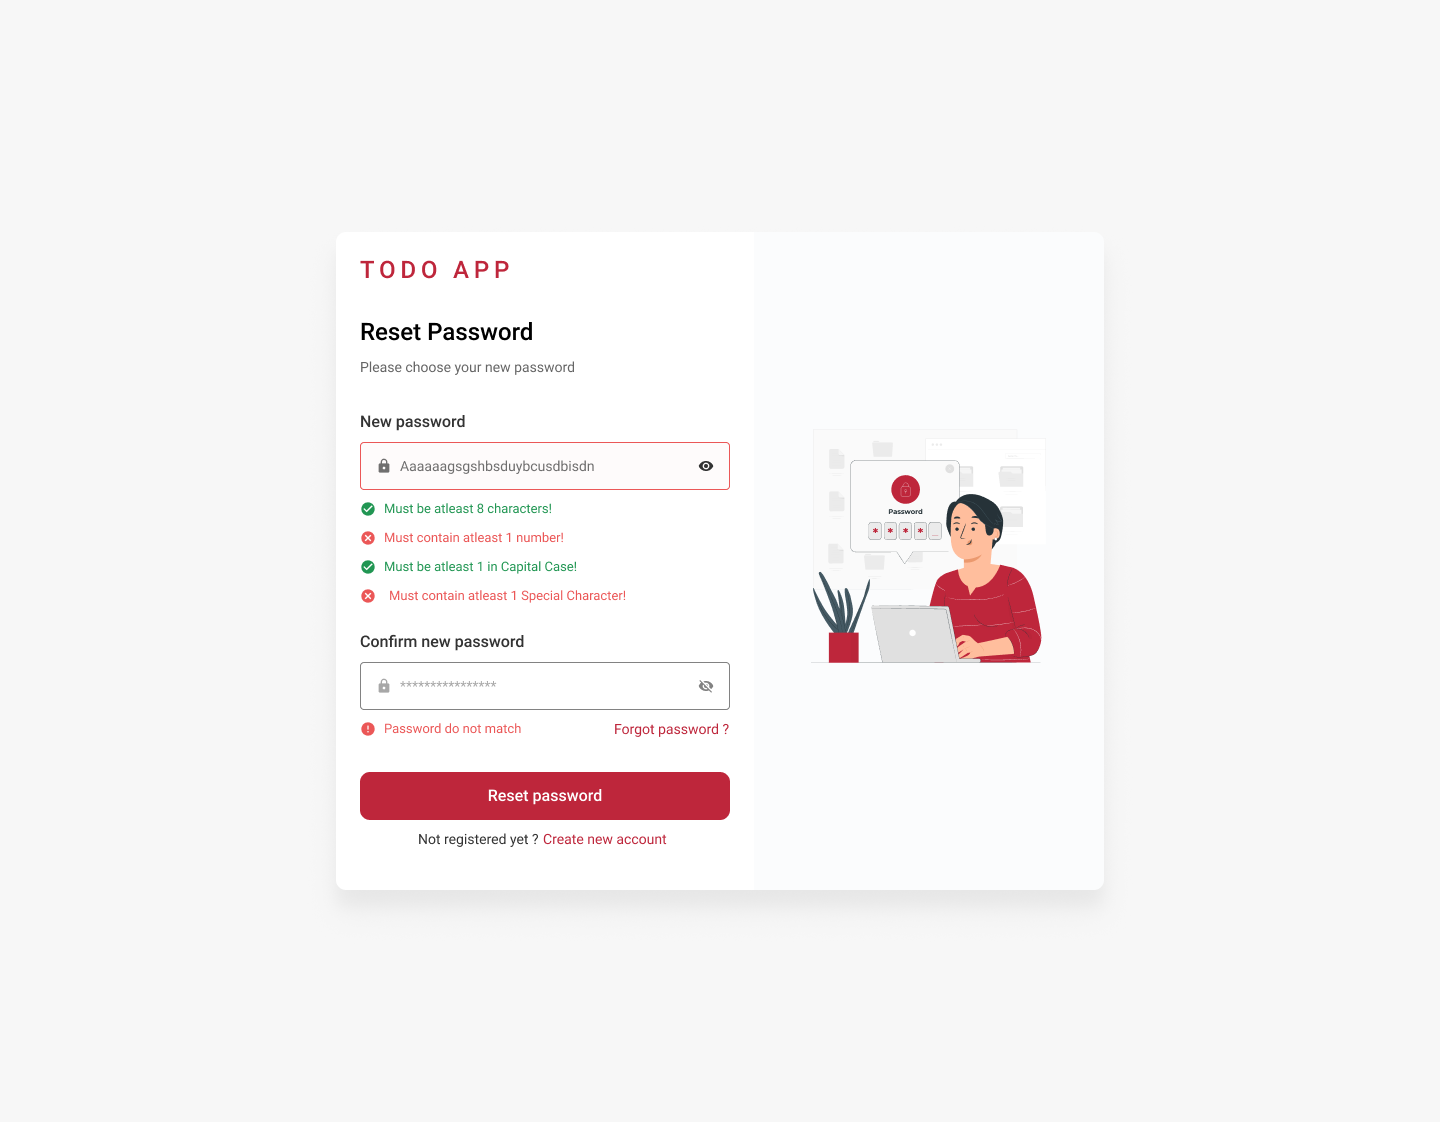 TODO APP
Reset Password
Please choose your new password
New password
Aaaaaagsgshbsduybcusdbisdn
Must be atleast 8 characters!
Must contain atleast 1 number!
Must be atleast 1 in Capital Case!
Must contain atleast 1 Special Character!
Confirm new password
****************
Password do not match
Forgot password ?
Reset password
Not registered yet ? Create new account
Password
* * * * _